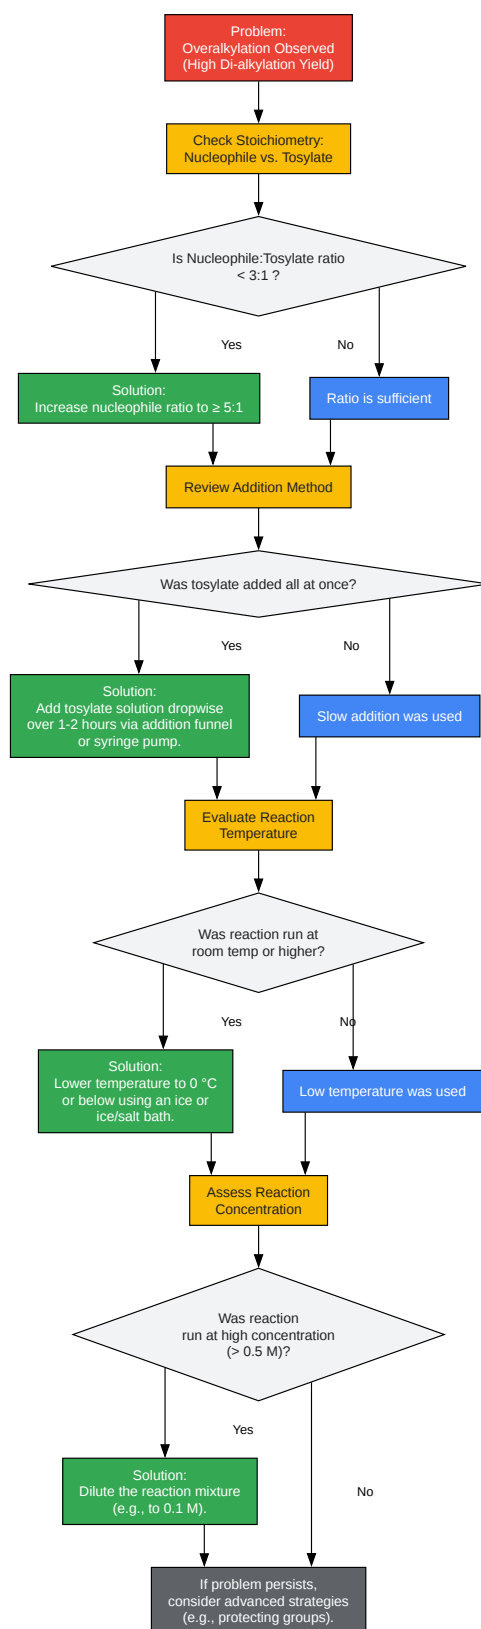 Problem:
Overalkylation Observed
(High Di-alkylation Yield)
Check Stoichiometry:
Nucleophile vs. Tosylate
Is Nucleophile:Tosylate ratio
< 3:1 ?
Yes
No
Solution:
Increase nucleophile ratio to ≥ 5:1
Ratio is sufficient
Review Addition Method
Was tosylate added all at once?
Yes
No
Solution:
Add tosylate solution dropwise
over 1-2 hours via addition funnel
or syringe pump.
Slow addition was used
Evaluate Reaction
Temperature
Was reaction run at
room temp or higher?
Yes
No
Solution:
Lower temperature to 0 °C
or below using an ice or
ice/salt bath.
Low temperature was used
Assess Reaction
Concentration
Was reaction
run at high concentration
(> 0.5 M)?
Yes
No
Solution:
Dilute the reaction mixture
(e.g., to 0.1 M).
If problem persists,
consider advanced strategies
(e.g., protecting groups).